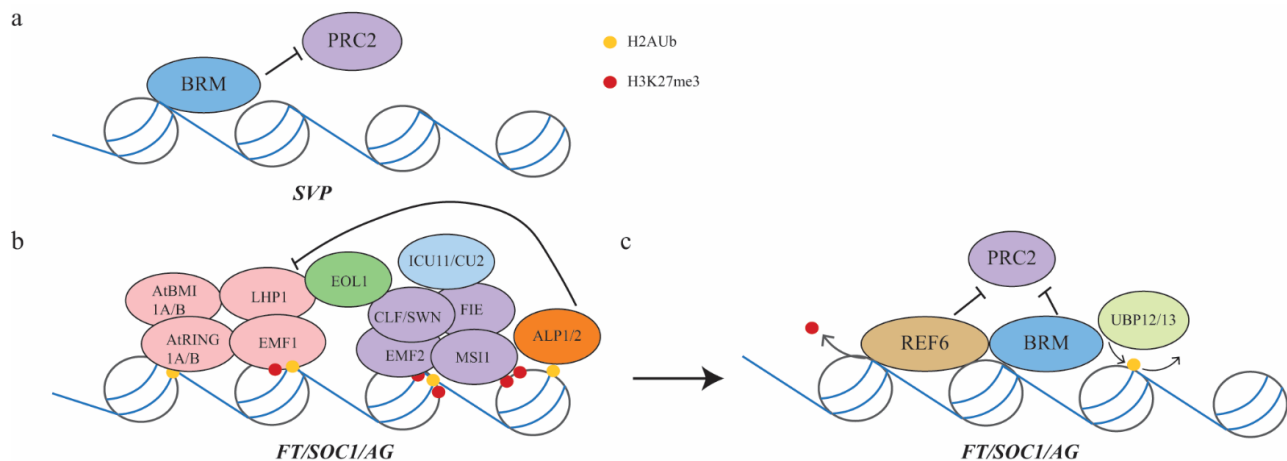 a
PRC2
BRM
H2AUb
H3K27me3
SVP
b
AtBMI
1A/B
LHP1
EOL1
ICU11/CU2
CLF/SWN
FIE
AtRING
1A/B
EMF1
EMF2
MSI1
ALP1/2
FT/SOC1/AG
c
PRC2
REF6
BRM
UBP12/13
FT/SOC1/AG